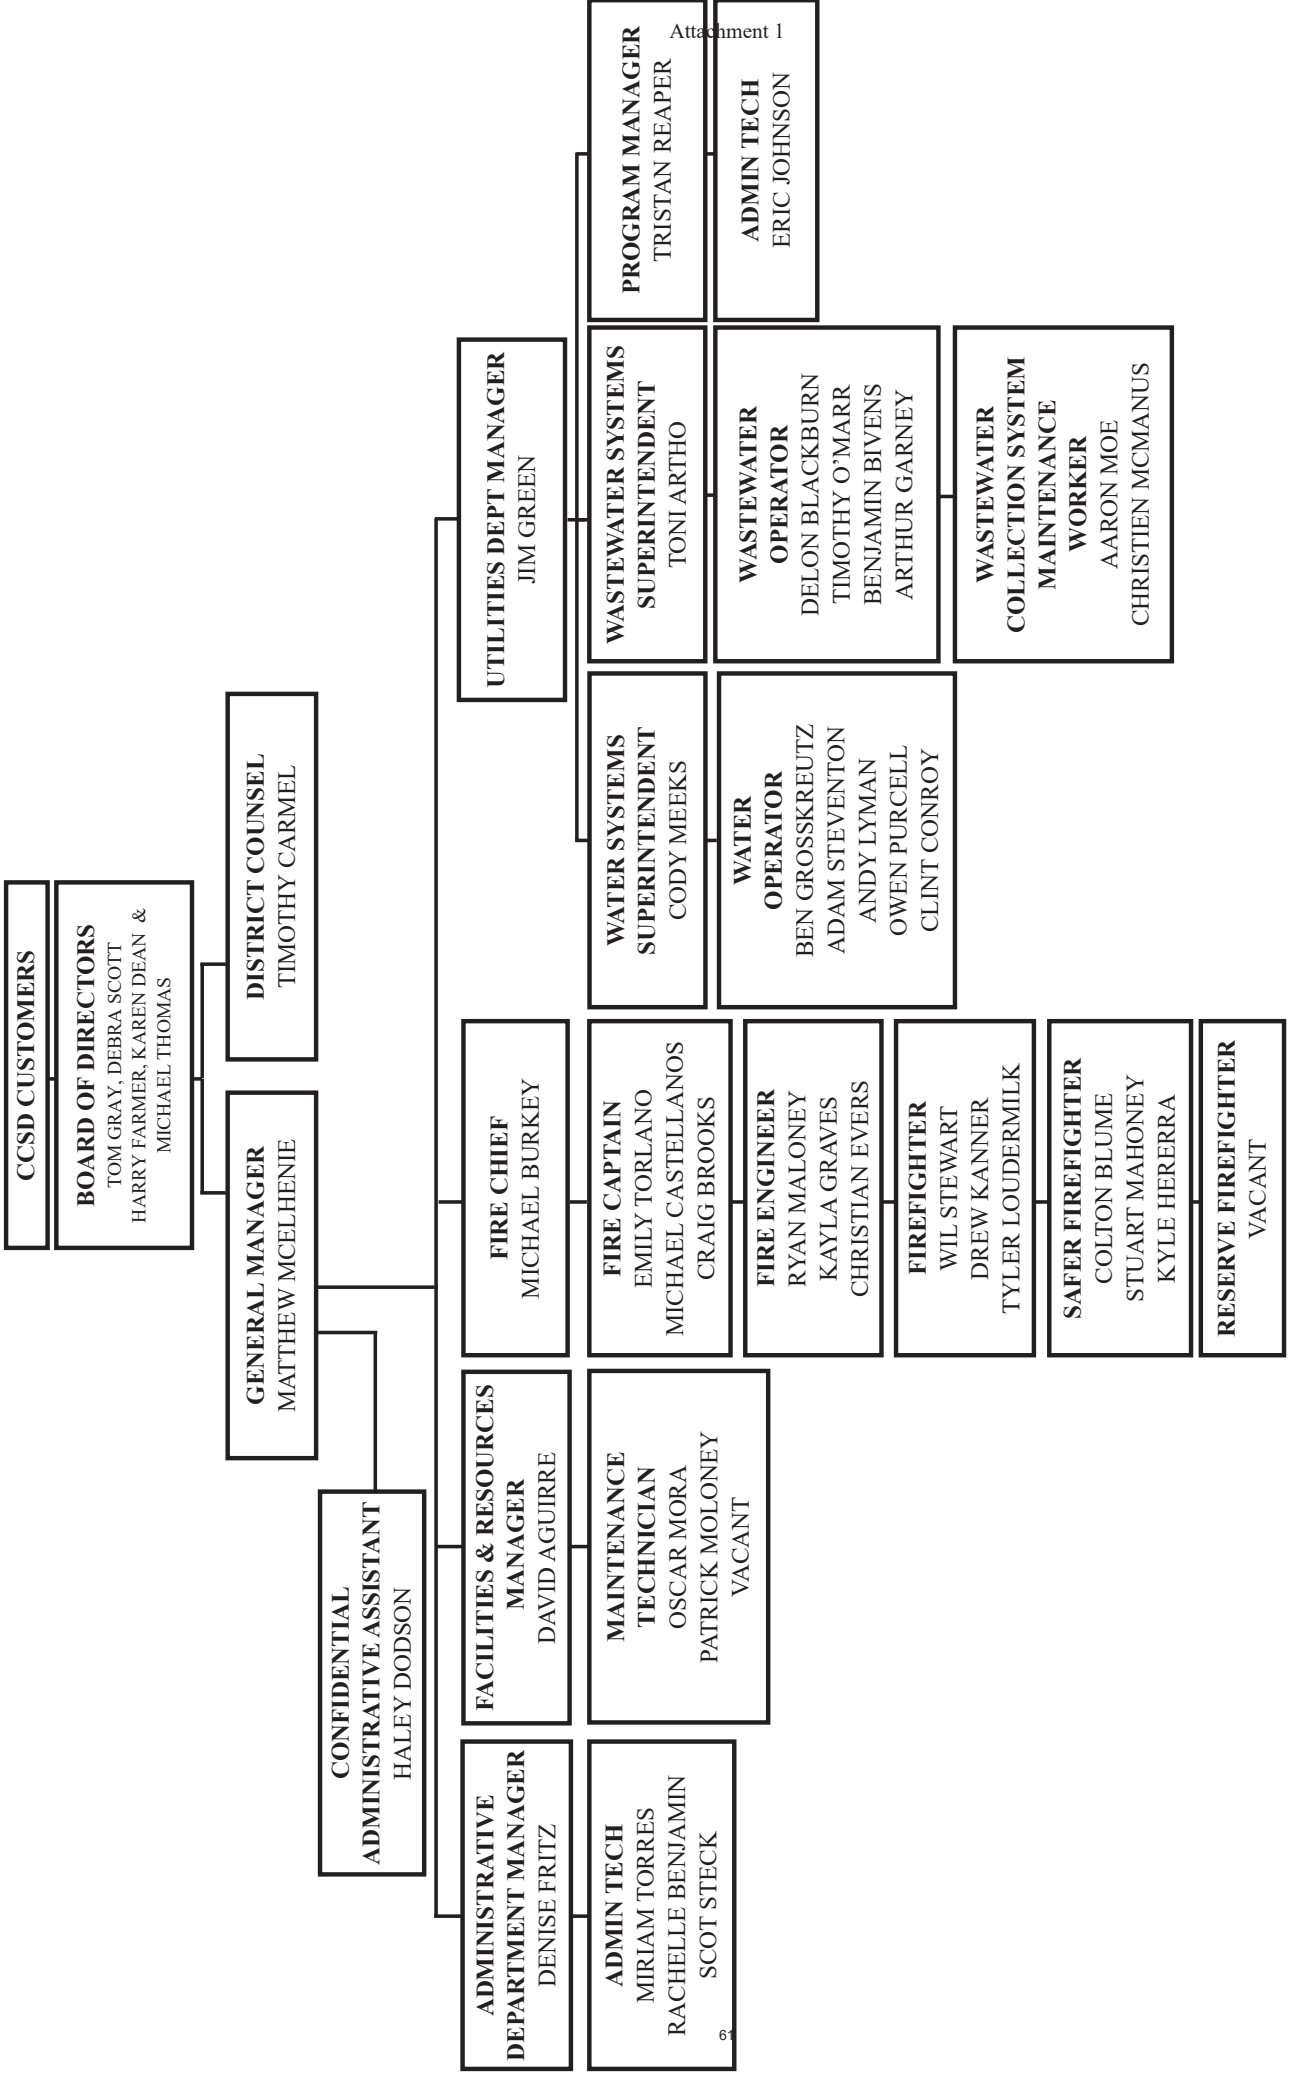 Attachment 1
CCSD CUSTOMERS
BOARD OF DIRECTORS
TOM GRAY, DEBRA SCOTT
HARRY FARMER, KAREN DEAN &
MICHAEL THOMAS
GENERAL MANAGER
MATTHEW MCELHENIE
DISTRICT COUNSEL
TIMOTHY CARMEL
CONFIDENTIAL
ADMINISTRATIVE ASSISTANT
HALEY DODSON
ADMINISTRATIVE
DEPARTMENT MANAGER
DENISE FRITZ
ADMIN TECH
MIRIAM TORRES
RACHELLE BENJAMIN
SCOT STECK
FACILITIES & RESOURCES
MANAGER
DAVID AGUIRRE
MAINTENANCE
TECHNICIAN
OSCAR MORA
PATRICK MOLONEY
VACANT
FIRE CHIEF
MICHAEL BURKEY
FIRE CAPTAIN
EMILY TORLANO
MICHAEL CASTELLANOS
CRAIG BROOKS
FIRE ENGINEER
RYAN MALONEY
KAYLA GRAVES
CHRISTIAN EVERS
FIREFIGHTER
WIL STEWART
DREW KANNER
TYLER LOUDERMILK
SAFER FIREFIGHTER
COLTON BLUME
STUART MAHONEY
KYLE HERERRA
RESERVE FIREFIGHTER
VACANT
UTILITIES DEPT MANAGER
JIM GREEN
WATER SYSTEMS
SUPERINTENDENT
CODY MEEKS
WATER
OPERATOR
BEN GROSSKREUTZ
ADAM STEVENTON
ANDY LYMAN
OWEN PURCELL
CLINT CONROY
WASTEWATER SYSTEMS
SUPERINTENDENT
TONI ARTHO
WASTEWATER
OPERATOR
DELON BLACKBURN
TIMOTHY O’MARR
BENJAMIN BIVENS
ARTHUR GARNEY
WASTEWATER
COLLECTION SYSTEM
MAINTENANCE
WORKER
AARON MOE
CHRISTIEN MCMANUS
PROGRAM MANAGER
TRISTAN REAPER
ADMIN TECH
ERIC JOHNSON
61